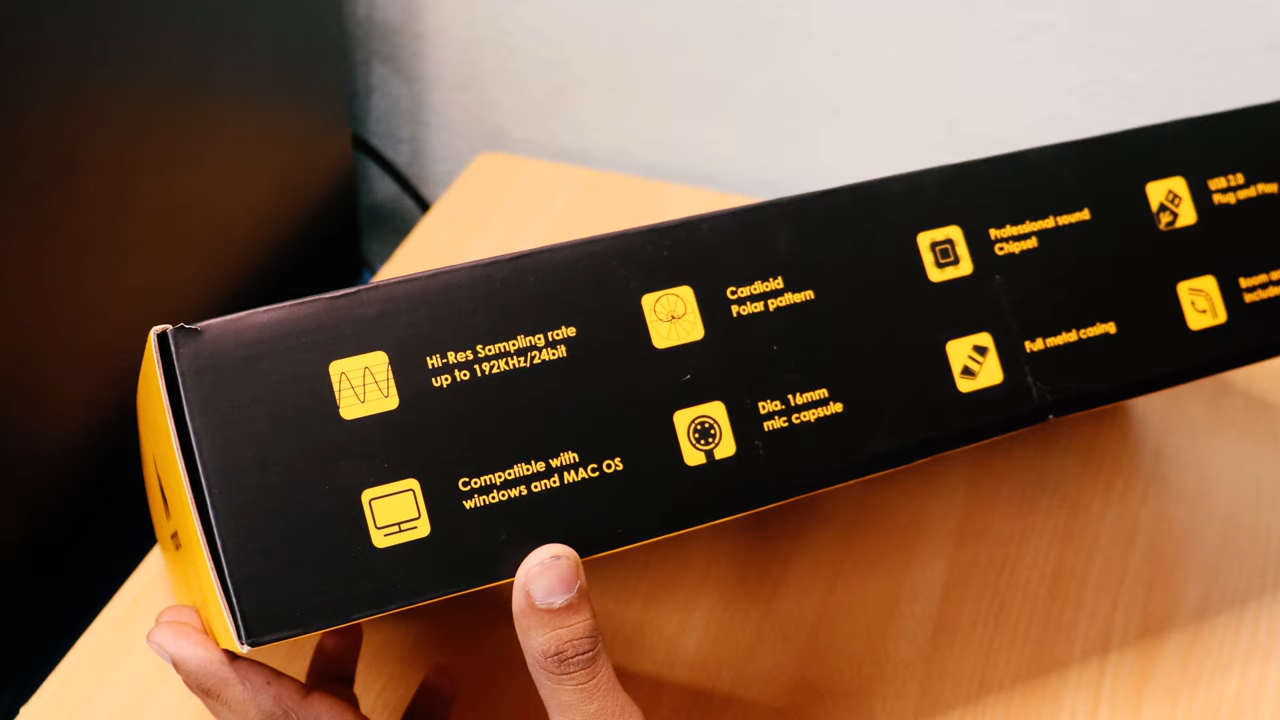 Hi-Res Sampling rate
up to 192KHz/24bit
Cardioid
Polar pattern
Professional sound
Chipset
USB 2.0
Plug and Play
Compatible with
windows and MAC OS
Dia. 16mm
mic capsule
Full metal casing
Boom